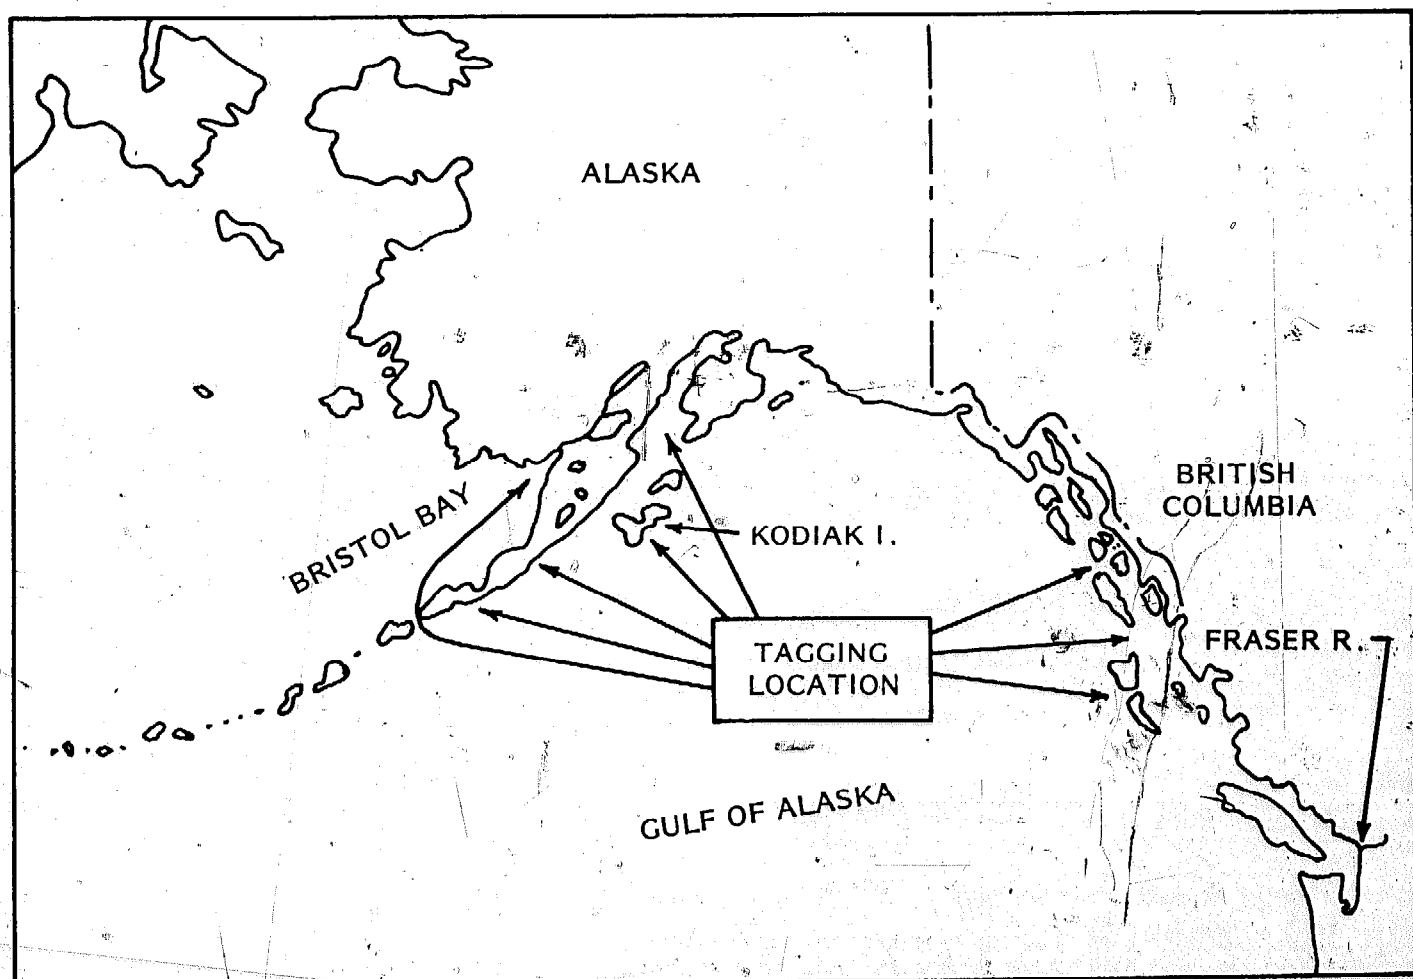 ALASKA
BRITISH
COLUMBIA
BRISTOL BAY
KODIAK I.
TAGGING
LOCATION
FRASER R.
GULF OF ALASKA